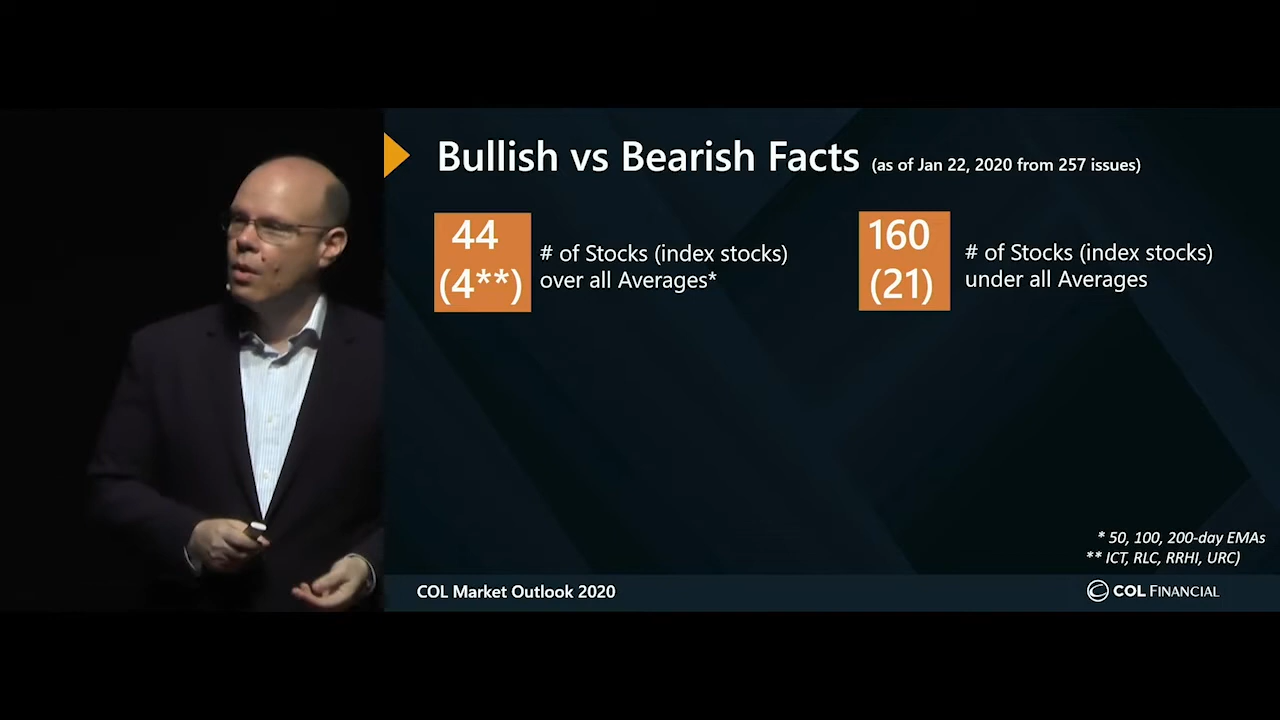 Bullish vs Bearish Facts (as of Jan 22, 2020 from 257 issues)
44
(4**)
# of Stocks (index stocks)
over all Averages*
160
(21)
# of Stocks (index stocks)
under all Averages
* 50, 100, 200-day EMAs
** ICT, RLC, RRHI, URC)
COL Market Outlook 2020
COL FINANCIAL